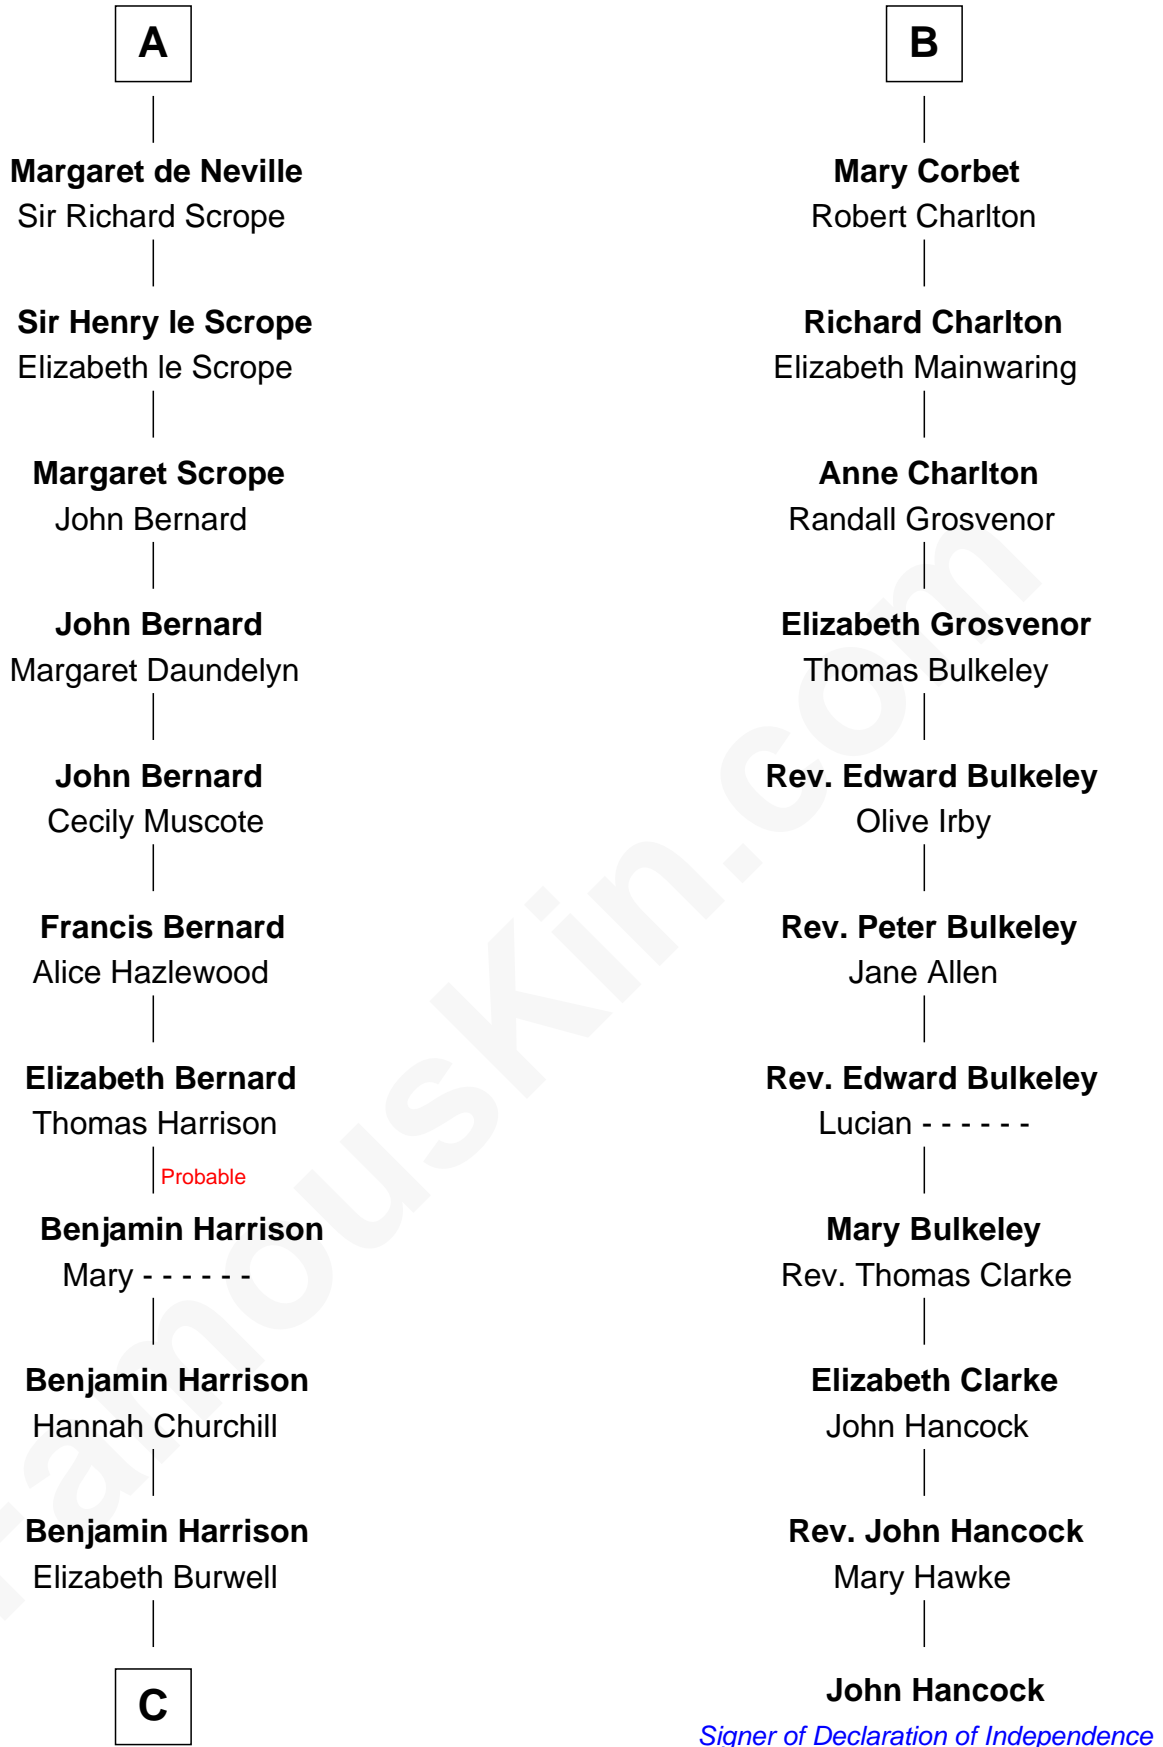 A
Margaret de Neville
Sir Richard Scrope
Sir Henry le Scrope
Elizabeth le Scrope
Margaret Scrope
John Bernard
John Bernard
Margaret Daundelyn
John Bernard
Cecily Muscote
Francis Bernard
Alice Hazlewood
Elizabeth Bernard
Thomas Harrison
Probable
Benjamin Harrison
Mary - - - - - -
Benjamin Harrison
Hannah Churchill
Benjamin Harrison
Elizabeth Burwell
C
B
Mary Corbet
Robert Charlton
Richard Charlton
Elizabeth Mainwaring
Anne Charlton
Randall Grosvenor
Elizabeth Grosvenor
Thomas Bulkeley
Rev. Edward Bulkeley
Olive Irby
Rev. Peter Bulkeley
Jane Allen
Rev. Edward Bulkeley
Lucian - - - - - -
Mary Bulkeley
Rev. Thomas Clarke
Elizabeth Clarke
John Hancock
Rev. John Hancock
Mary Hawke
John Hancock
Signer of Declaration of Independence
FamousKin.com